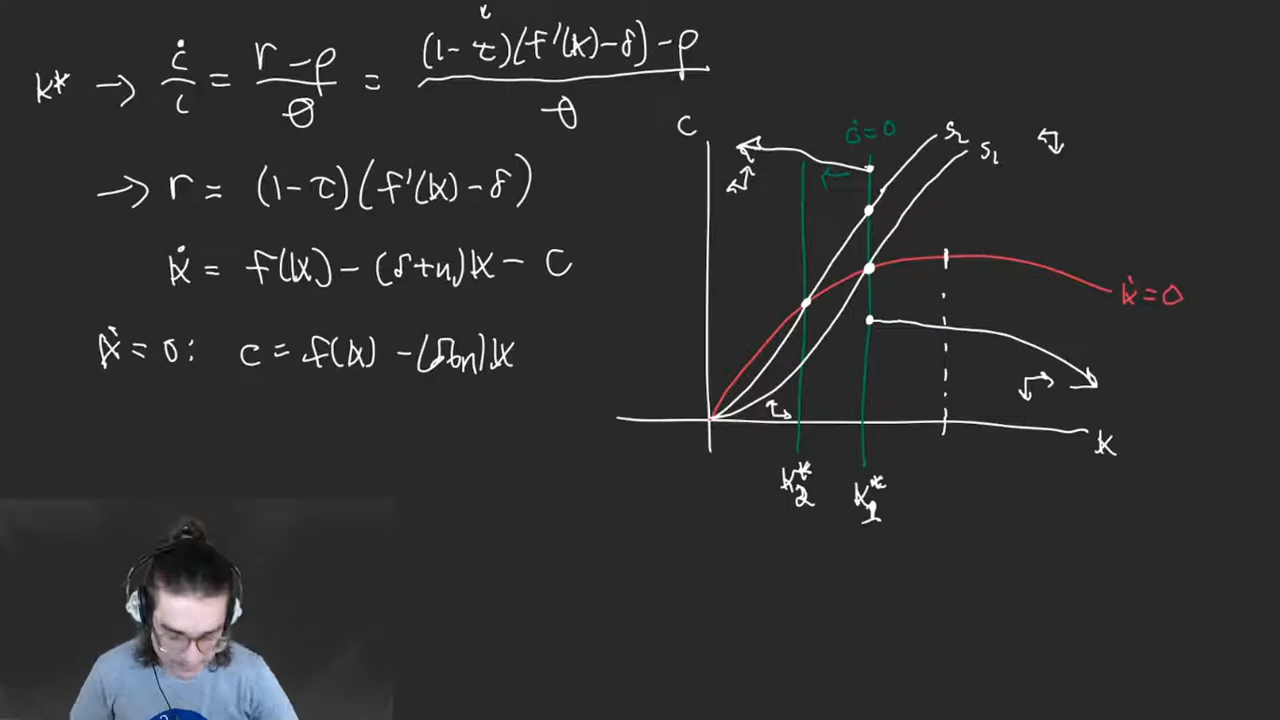 k* → ċ/c = (r − ρ)/θ = ((1 − τ)(f'(k) − δ) − ρ)/θ
→ r = (1 − τ)(f'(k) − δ)
k̇ = f(k) − (δ+n)k − c
k̇ = 0: c = f(k) − (δ+n)k
c
ċ = 0
S₂
S₁
k̇ = 0
k
k₂*
k₁*